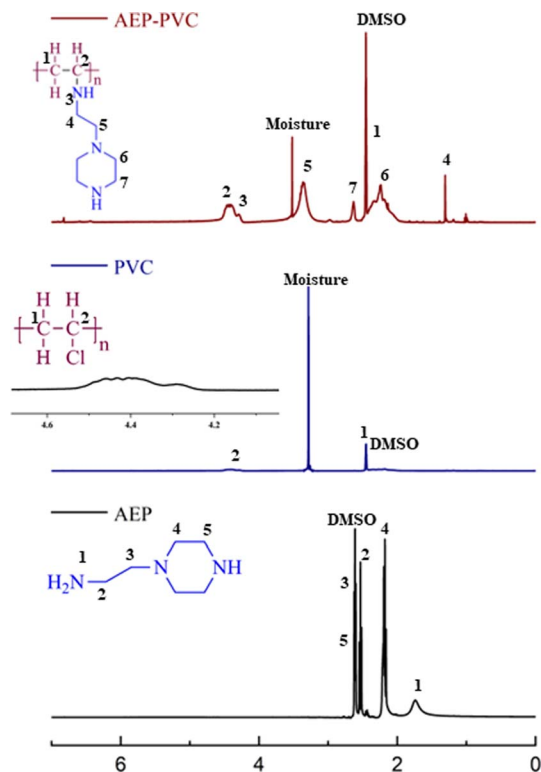 AEP-PVC
DMSO
H H
1 2
C C n
H NH
3
4 5
N 6
7
N
H
Moisture
2 3 5 7 1 6 4
PVC
Moisture
H H
1 2
C C n
H Cl
4.6 4.4 4.2
2 1
DMSO
AEP
4 5
1 3
H₂N N NH
2
DMSO 4
2
3
5
1
6 4 2 0